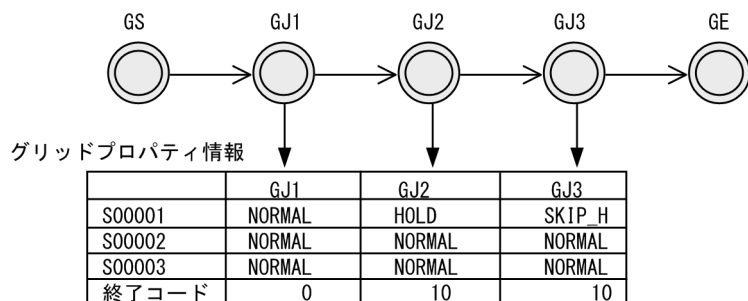 GS GJ1 GJ2 GJ3 GE
グリッドプロパティ情報
GJ1 GJ2 GJ3
S00001 NORMAL HOLD SKIP_H
S00002 NORMAL NORMAL NORMAL
S00003 NORMAL NORMAL NORMAL
終了コード 0 10 10